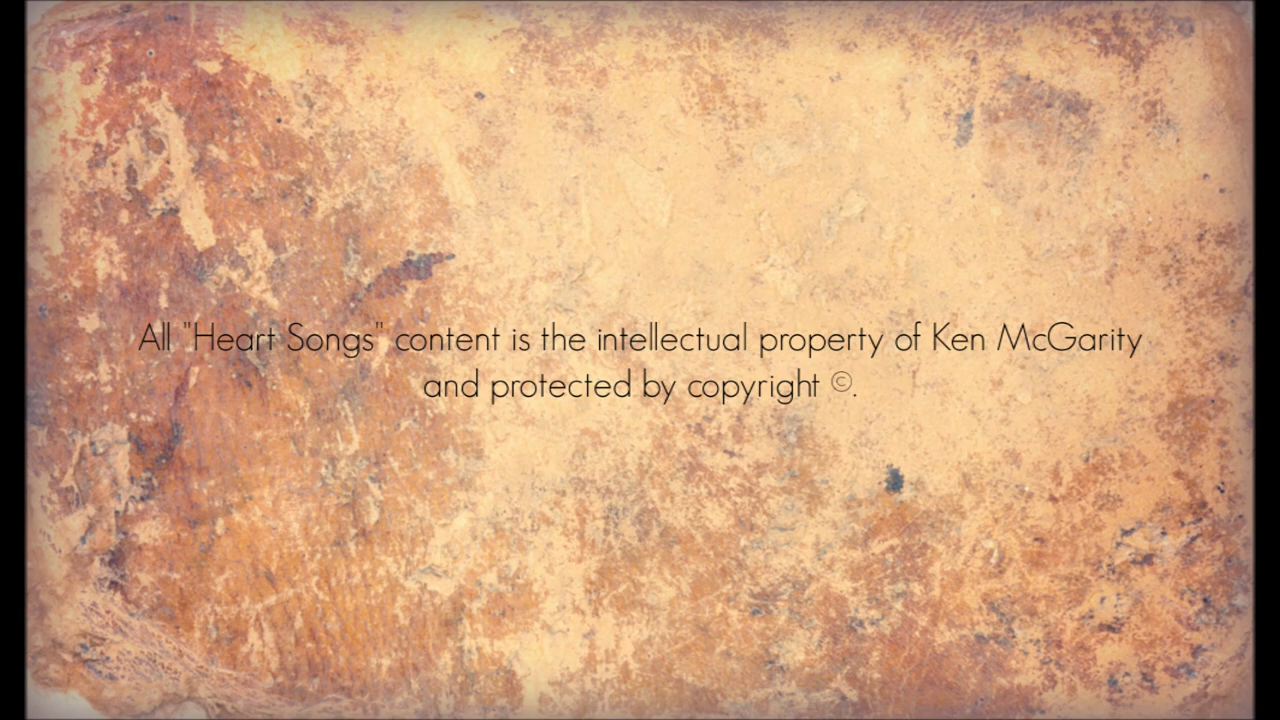 All "Heart Songs" content is the intellectual property of Ken McGarity
and protected by copyright ©.